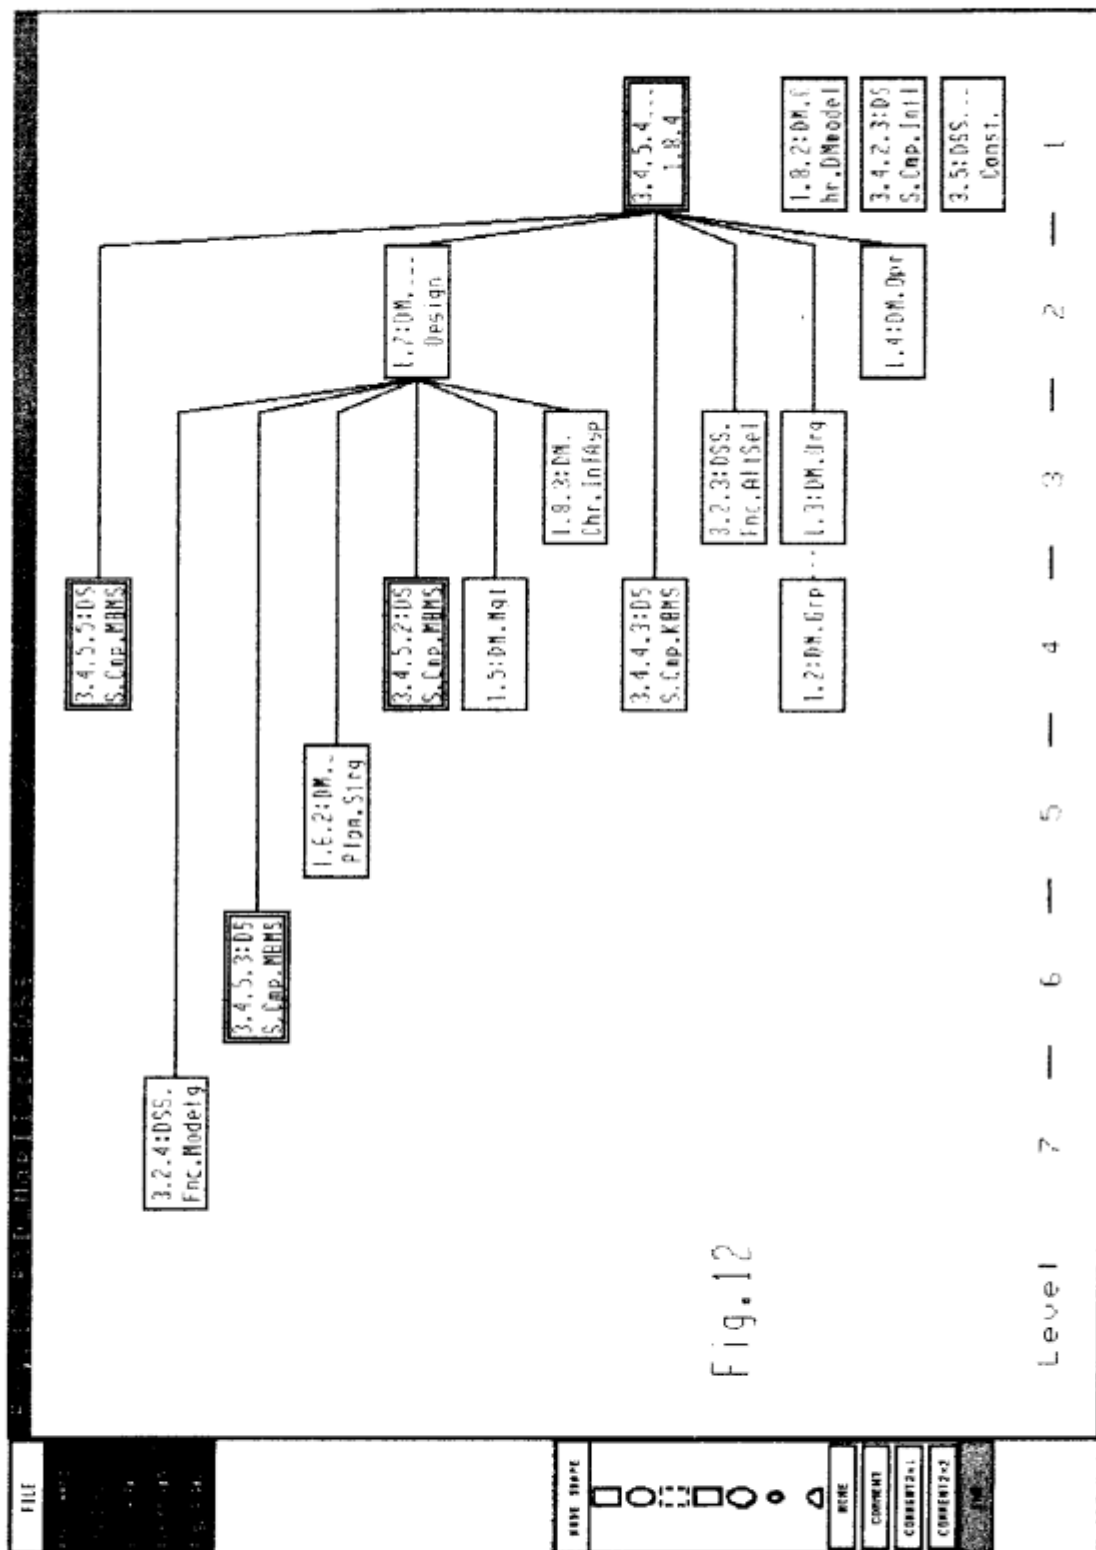 FILE
NODE SHAPE
COMMENT
COMMENT2×1
COMMENT2×2
3.4.5.5:DS
S.Cmp.MBMS
3.2.4:DSS.
Fnc.Modelg
3.4.5.3:DS
S.Cmp.MBMS
1.6.2:DM._
Plan.Strg
1.7:DM.___
Design
3.4.5.2:DS
S.Cmp.MBMS
1.5:DM.Mgt
1.8.3:DM.
Chr.InfAsp
3.4.5.4___
1.8.4
3.4.4.3:DS
S.Cmp.KBMS
3.2.3:DSS.
Fnc.AltSel
1.2:DM.Grp
1.3:DM.Org
1.8.2:DM.C
hr.DMmodel
1.4:DM.Opr
3.4.2.3:DS
S.Cmp.Intl
3.5:DSS.___
Const.
Fig.12
Level 7 — 6 — 5 — 4 — 3 — 2 — 1